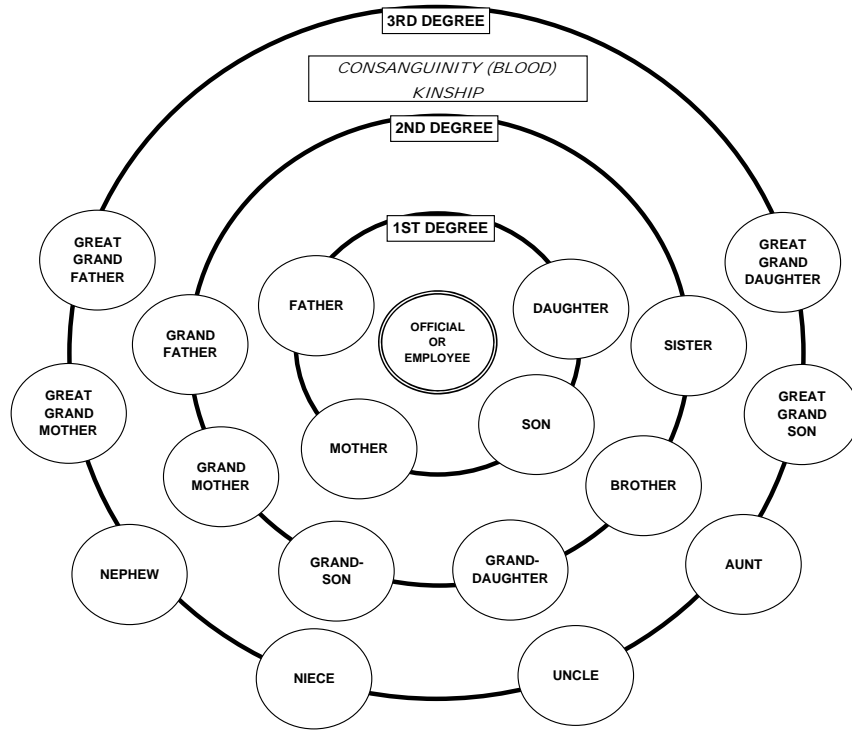 3RD DEGREE
CONSANGUINITY (BLOOD)
KINSHIP
2ND DEGREE
1ST DEGREE
GREAT
GRAND
FATHER
GREAT
GRAND
DAUGHTER
FATHER
DAUGHTER
OFFICIAL
OR
EMPLOYEE
GRAND
FATHER
SISTER
GREAT
GRAND
MOTHER
GREAT
GRAND
SON
MOTHER
SON
GRAND
MOTHER
BROTHER
NEPHEW
GRAND-
SON
GRAND-
DAUGHTER
AUNT
NIECE
UNCLE